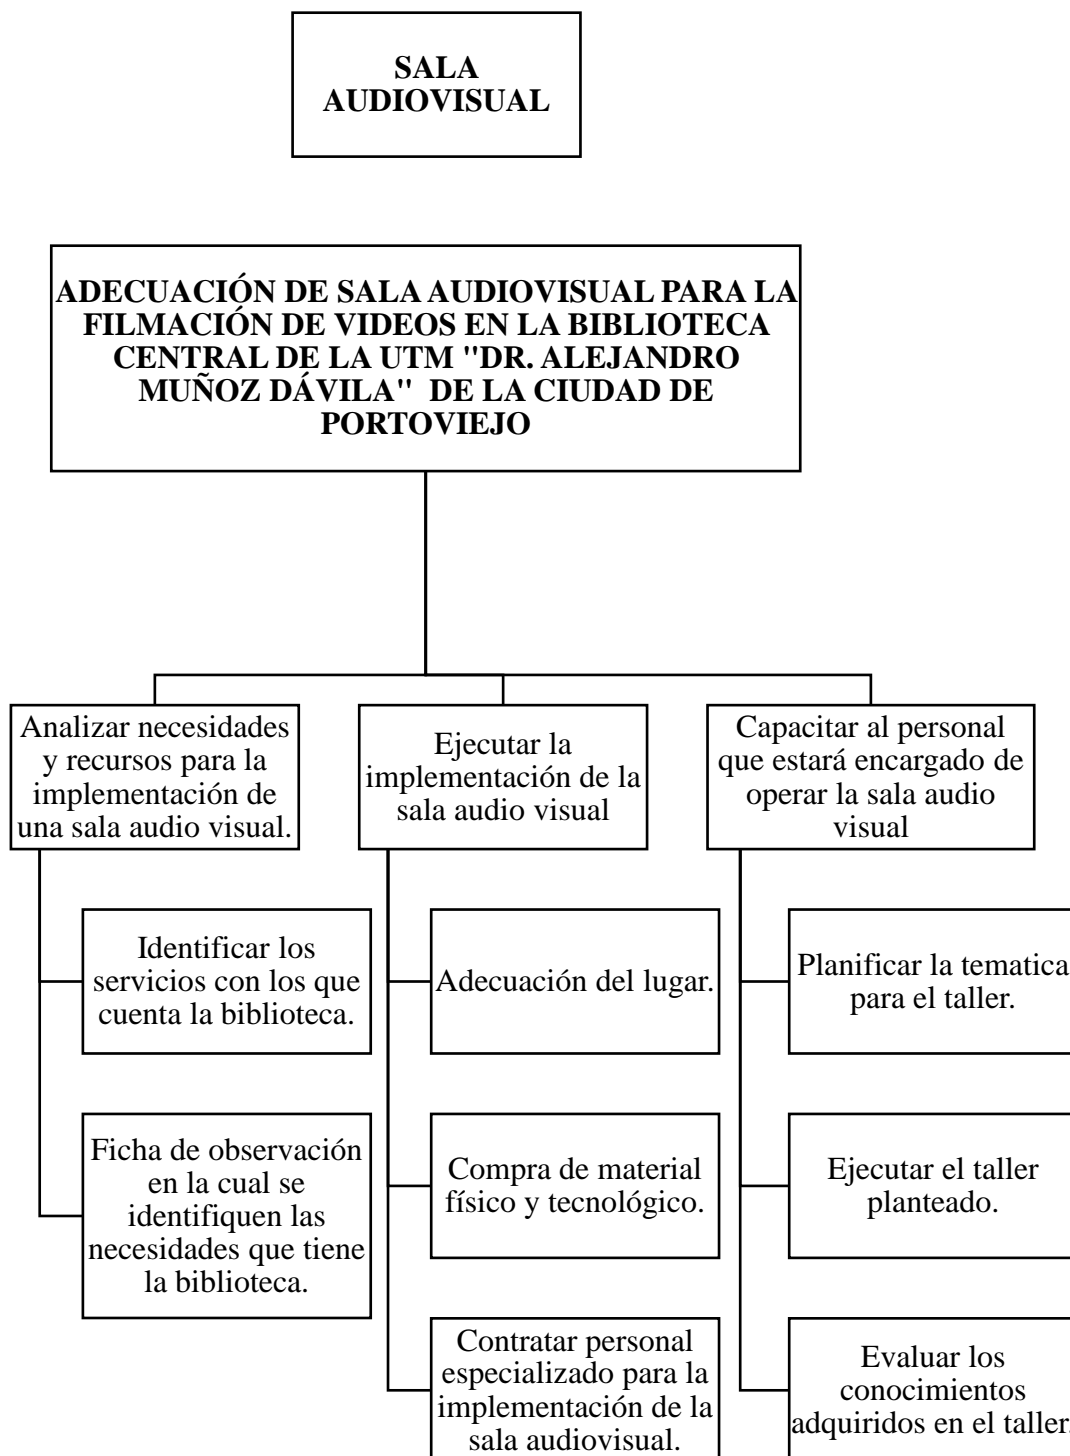 SALA
AUDIOVISUAL
ADECUACIÓN DE SALA AUDIOVISUAL PARA LA
FILMACIÓN DE VIDEOS EN LA BIBLIOTECA
CENTRAL DE LA UTM "DR. ALEJANDRO
MUÑOZ DÁVILA" DE LA CIUDAD DE
PORTOVIEJO
Analizar necesidades
y recursos para la
implementación de
una sala audio visual.
Identificar los
servicios con los que
cuenta la biblioteca.
Ficha de observación
en la cual se
identifiquen las
necesidades que tiene
la biblioteca.
Ejecutar la
implementación de la
sala audio visual
Adecuación del lugar.
Compra de material
físico y tecnológico.
Contratar personal
especializado para la
implementación de la
sala audiovisual.
Capacitar al personal
que estará encargado de
operar la sala audio
visual
Planificar la tematica
para el taller.
Ejecutar el taller
planteado.
Evaluar los
conocimientos
adquiridos en el taller.